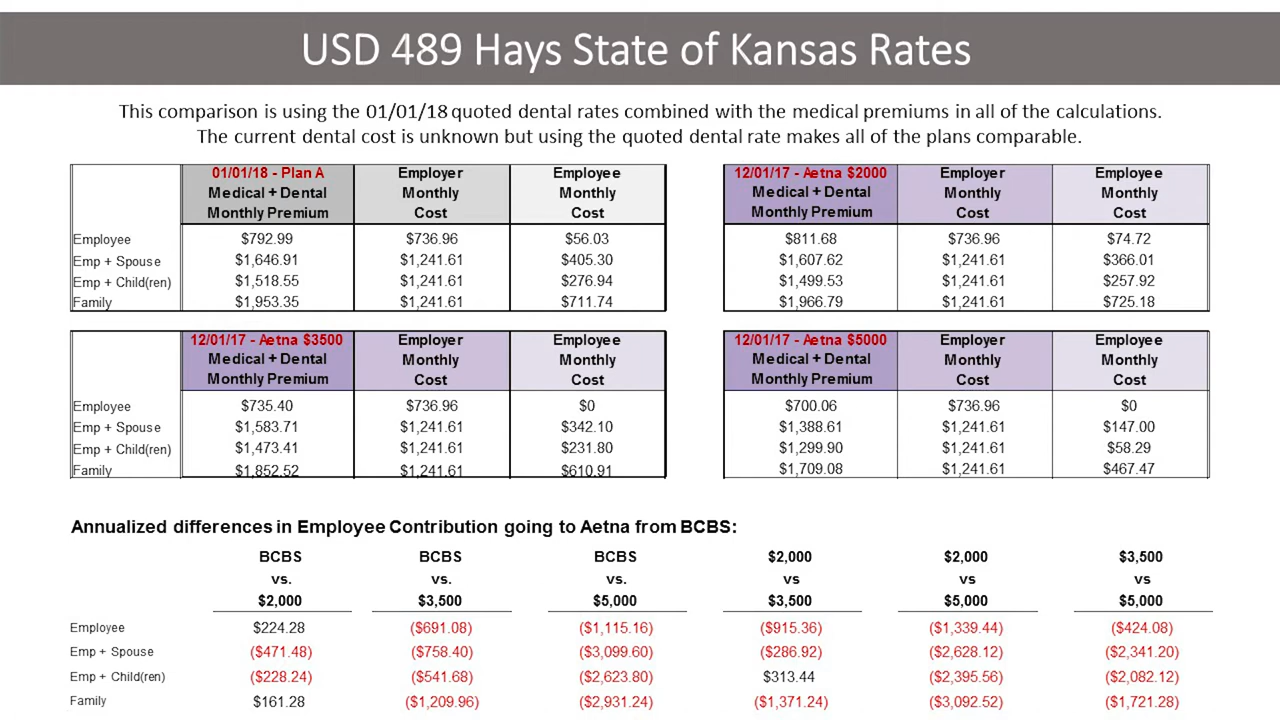 USD 489 Hays State of Kansas Rates
This comparison is using the 01/01/18 quoted dental rates combined with the medical premiums in all of the calculations.
The current dental cost is unknown but using the quoted dental rate makes all of the plans comparable.
01/01/18 - Plan A Employer Employee
Medical + Dental Monthly Monthly
Monthly Premium Cost Cost
Employee $792.99 $736.96 $56.03
Emp + Spouse $1,646.91 $1,241.61 $405.30
Emp + Child(ren) $1,518.55 $1,241.61 $276.94
Family $1,953.35 $1,241.61 $711.74
12/01/17 - Aetna $2000 Employer Employee
Medical + Dental Monthly Monthly
Monthly Premium Cost Cost
$811.68 $736.96 $74.72
$1,607.62 $1,241.61 $366.01
$1,499.53 $1,241.61 $257.92
$1,966.79 $1,241.61 $725.18
12/01/17 - Aetna $3500 Employer Employee
Medical + Dental Monthly Monthly
Monthly Premium Cost Cost
Employee $735.40 $736.96 $0
Emp + Spouse $1,583.71 $1,241.61 $342.10
Emp + Child(ren) $1,473.41 $1,241.61 $231.80
Family $1,852.52 $1,241.61 $610.91
12/01/17 - Aetna $5000 Employer Employee
Medical + Dental Monthly Monthly
Monthly Premium Cost Cost
$700.06 $736.96 $0
$1,388.61 $1,241.61 $147.00
$1,299.90 $1,241.61 $58.29
$1,709.08 $1,241.61 $467.47
Annualized differences in Employee Contribution going to Aetna from BCBS:
BCBS BCBS BCBS $2,000 $2,000 $3,500
vs. vs. vs. vs vs vs
$2,000 $3,500 $5,000 $3,500 $5,000 $5,000
Employee $224.28 ($691.08) ($1,115.16) ($915.36) ($1,339.44) ($424.08)
Emp + Spouse ($471.48) ($758.40) ($3,099.60) ($286.92) ($2,628.12) ($2,341.20)
Emp + Child(ren) ($228.24) ($541.68) ($2,623.80) $313.44 ($2,395.56) ($2,082.12)
Family $161.28 ($1,209.96) ($2,931.24) ($1,371.24) ($3,092.52) ($1,721.28)